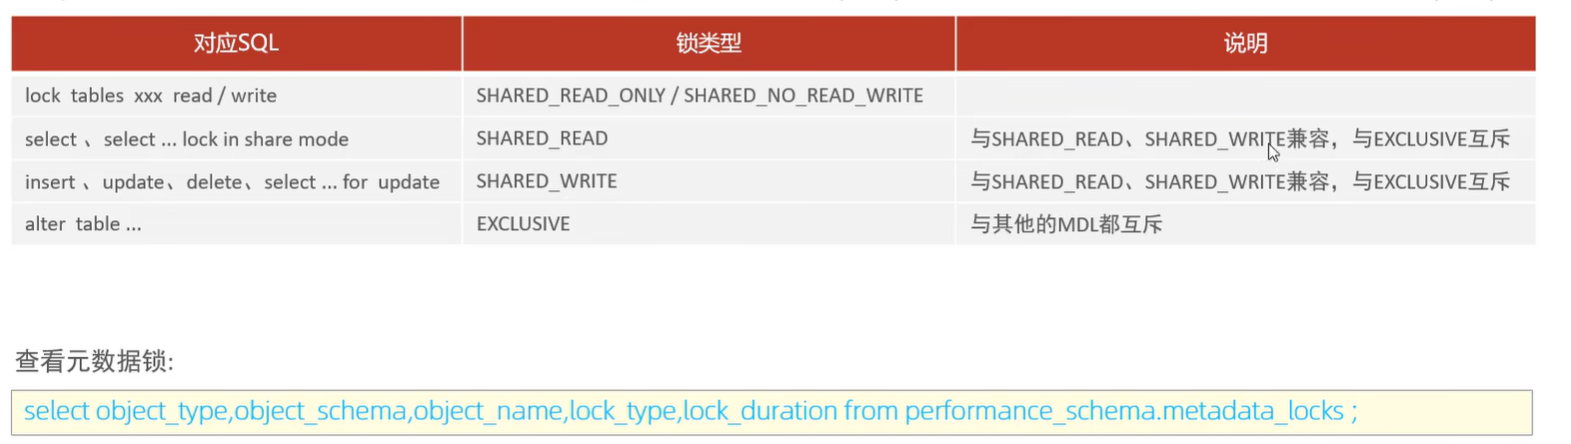 对应SQL 锁类型 说明
lock tables xxx read / write SHARED_READ_ONLY / SHARED_NO_READ_WRITE
select 、select ... lock in share mode SHARED_READ 与SHARED_READ、SHARED_WRITE兼容，与EXCLUSIVE互斥
insert 、update、delete、select ... for update SHARED_WRITE 与SHARED_READ、SHARED_WRITE兼容，与EXCLUSIVE互斥
alter table ... EXCLUSIVE 与其他的MDL都互斥
查看元数据锁:
select object_type,object_schema,object_name,lock_type,lock_duration from performance_schema.metadata_locks ;